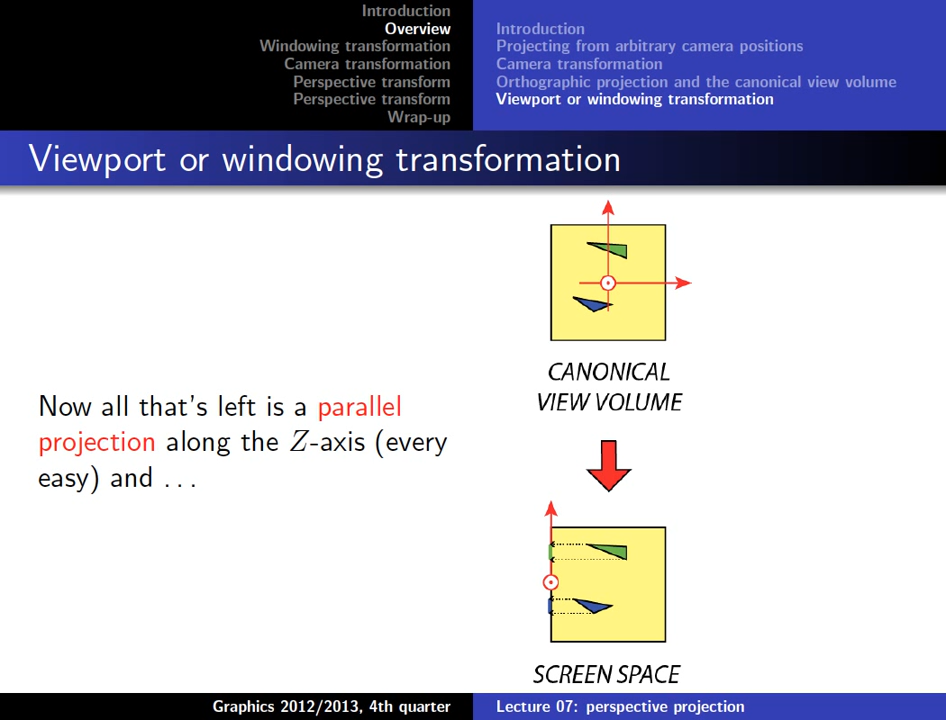 Introduction
Overview
Windowing transformation
Camera transformation
Perspective transform
Perspective transform
Wrap-up
Introduction
Projecting from arbitrary camera positions
Camera transformation
Orthographic projection and the canonical view volume
Viewport or windowing transformation
Viewport or windowing transformation
Now all that's left is a parallel
projection along the Z-axis (every
easy) and . . .
CANONICAL
VIEW VOLUME
SCREEN SPACE
Graphics 2012/2013, 4th quarter
Lecture 07: perspective projection